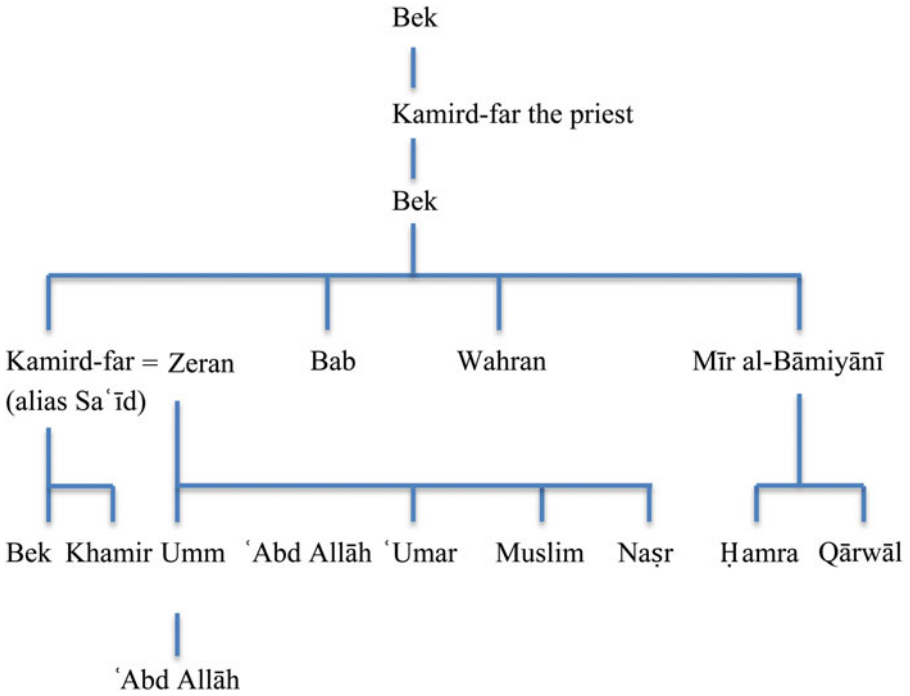 Bek
Kamird-far the priest
Bek
Kamird-far = Zeran Bab Wahran Mīr al-Bāmiyānī
(alias Saʿīd)
Bek Khamir Umm ʿAbd Allāh ʿUmar Muslim Naṣr Ḥamra Qārwāl
ʿAbd Allāh